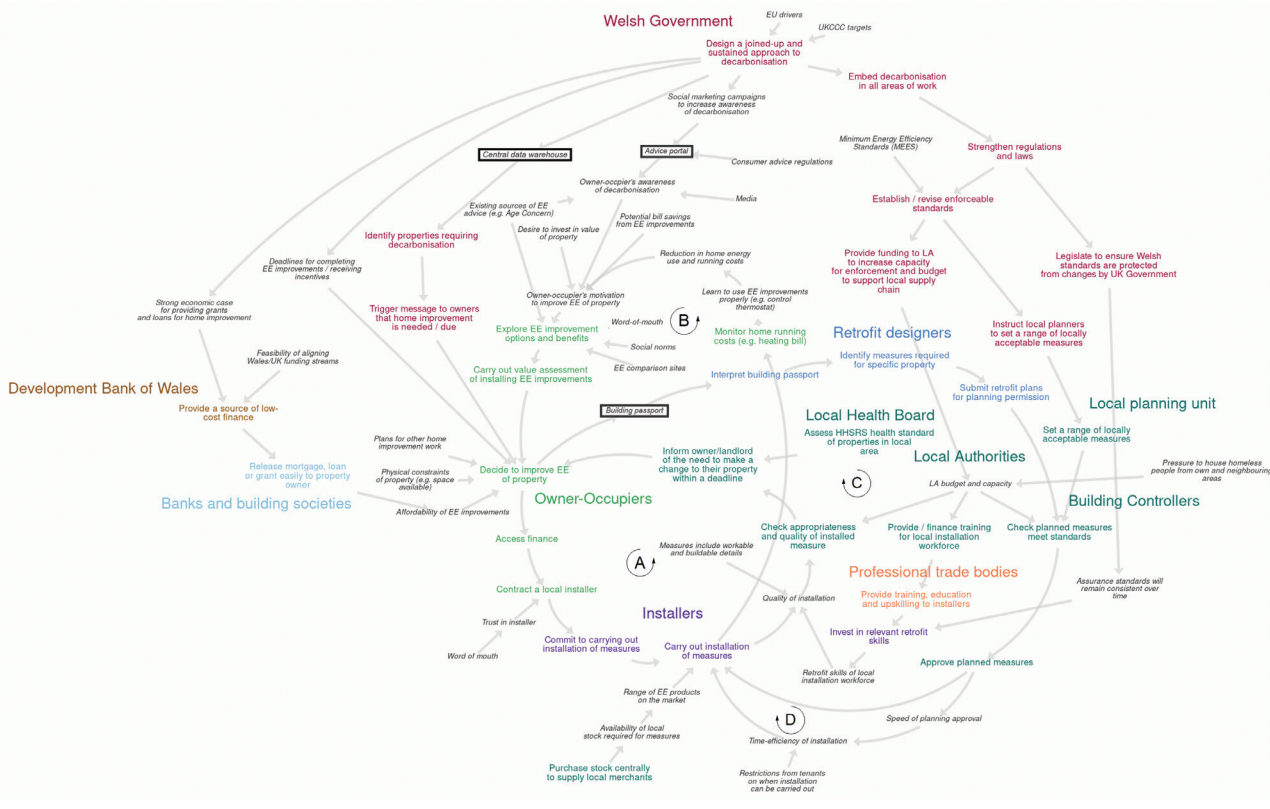 Welsh Government
EU drivers
UKCCC targets
Design a joined-up and
sustained approach to
decarbonisation
Embed decarbonisation
in all areas of work
Social marketing campaigns
to increase awareness
of decarbonisation
Minimum Energy Efficiency
Standards (MEES)
Strengthen regulations
and laws
Central data warehouse
Advice portal
Consumer advice regulations
Owner-occpier's awareness
of decarbonisation
Media
Establish / revise enforceable
standards
Existing sources of EE
advice (e.g. Age Concern)
Potential bill savings
from EE improvements
Desire to invest in value
of property
Identify properties requiring
decarbonisation
Reduction in home energy
use and running costs
Provide funding to LA
to increase capacity
for enforcement and budget
to support local supply
chain
Legislate to ensure Welsh
standards are protected
from changes by UK Government
Deadlines for completing
EE improvements / receiving
incentives
Strong economic case
for providing grants
and loans for home improvement
Owner-occupier's motivation
to improve EE of property
Learn to use EE improvements
properly (e.g. control
thermostat)
Trigger message to owners
that home improvement
is needed / due
Word-of-mouth
B
Explore EE improvement
options and benefits
Monitor home running
costs (e.g. heating bill)
Retrofit designers
Instruct local planners
to set a range of locally
acceptable measures
Social norms
Feasibility of aligning
Wales/UK funding streams
Identify measures required
for specific property
EE comparison sites
Carry out value assessment
of installing EE improvements
Interpret building passport
Development Bank of Wales
Submit retrofit plans
for planning permission
Provide a source of low-
cost finance
Building passport
Local Health Board
Local planning unit
Assess HHSRS health standard
of properties in local
area
Set a range of locally
acceptable measures
Plans for other home
improvement work
Local Authorities
Release mortgage, loan
or grant easily to property
owner
Physical constraints
of property (e.g. space
available)
Decide to improve EE
of property
Inform owner/landlord
of the need to make a
change to their property
within a deadline
C
LA budget and capacity
Pressure to house homeless
people from own and neighbouring
areas
Banks and building societies
Owner-Occupiers
Building Controllers
Affordability of EE improvements
Access finance
Check appropriateness
and quality of installed
measure
Provide / finance training
for local installation
workforce
Check planned measures
meet standards
A
Measures include workable
and buildable details
Professional trade bodies
Contract a local installer
Quality of installation
Provide training, education
and upskilling to installers
Assurance standards will
remain consistent over
time
Installers
Trust in installer
Invest in relevant retrofit
skills
Commit to carrying out
installation of measures
Carry out installation
of measures
Word of mouth
Approve planned measures
Retrofit skills of local
installation workforce
Range of EE products
on the market
D
Speed of planning approval
Availability of local
stock required for measures
Time-efficiency of installation
Purchase stock centrally
to supply local merchants
Restrictions from tenants
on when installation
can be carried out